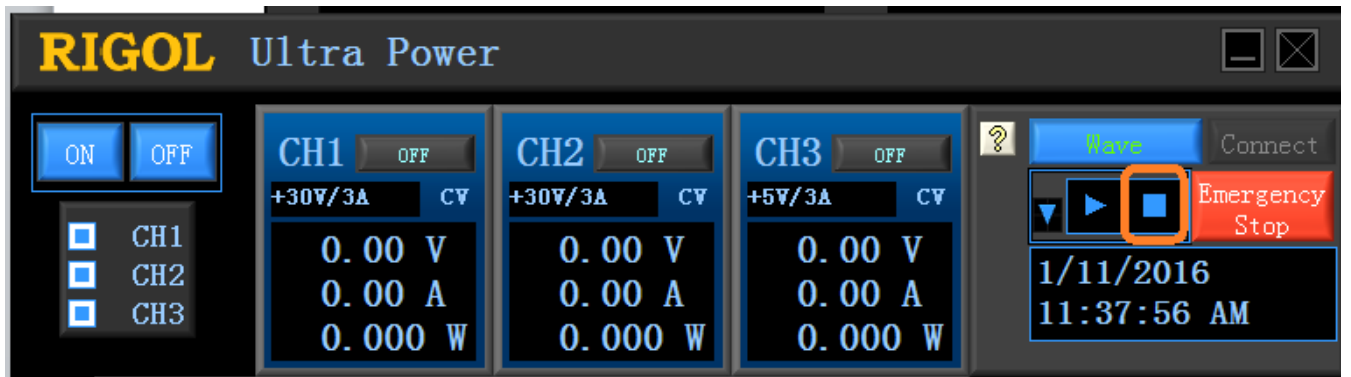 RIGOL Ultra Power
ON OFF
CH1
CH2
CH3
CH1 OFF
+30V/3A CV
0.00 V
0.00 A
0.000 W
CH2 OFF
+30V/3A CV
0.00 V
0.00 A
0.000 W
CH3 OFF
+5V/3A CV
0.00 V
0.00 A
0.000 W
? Wave Connect
Emergency
Stop
1/11/2016
11:37:56 AM